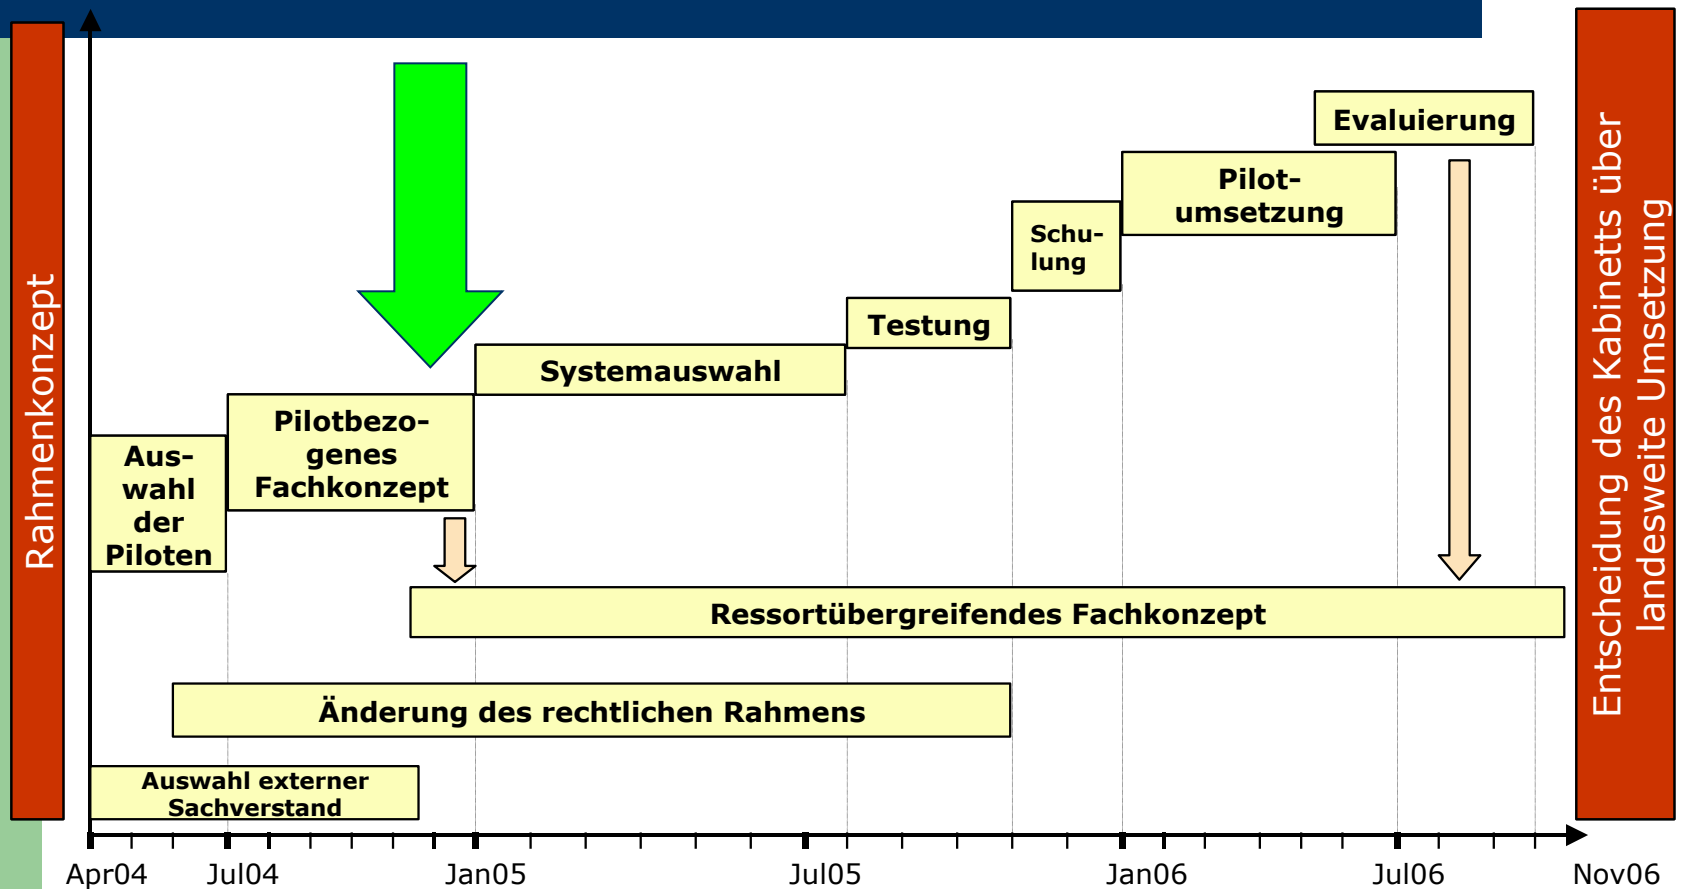 Rahmenkonzept
Evaluierung
Pilot-
umsetzung
Schu-
lung
Testung
Systemauswahl
Pilotbezo-
genes
Fachkonzept
Aus-
wahl
der
Piloten
Ressortübergreifendes Fachkonzept
Änderung des rechtlichen Rahmens
Auswahl externer
Sachverstand
Entscheidung des Kabinetts über
landesweite Umsetzung
Apr04 Jul04 Jan05 Jul05 Jan06 Jul06 Nov06